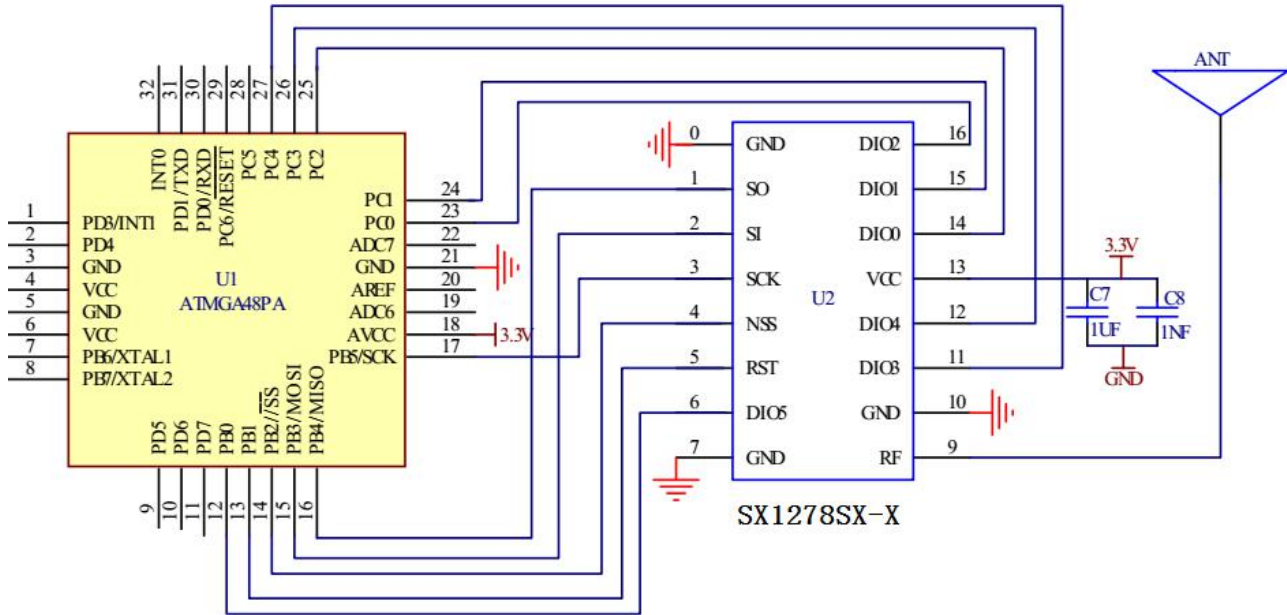 ANT
32
31
30
29
28
27
26
25
INT0
PD1/TXD
PD0/RXD
PC6/RESET
PC5
PC4
PC3
PC2
1 PD3/INT1
2 PD4
3 GND
4 VCC
5 GND
6 VCC
7 PB6/XTAL1
8 PB7/XTAL2
U1
ATMGA48PA
PC1 24
PC0 23
ADC7 22
GND 21
AREF 20
ADC6 19
AVCC 18 3.3V
PB5/SCK 17
PD5
PD6
PD7
PB0
PB1
PB2//SS
PB3/MOSI
PB4/MISO
9
10
11
12
13
14
15
16
0 GND DIO2 16
1 SO DIO1 15
2 SI DIO0 14
3 SCK VCC 13
4 NSS DIO4 12
5 RST DIO3 11
6 DIO5 GND 10
7 GND RF 9
U2
SX1278SX-X
3.3V
C7
1UF
C8
1NF
GND